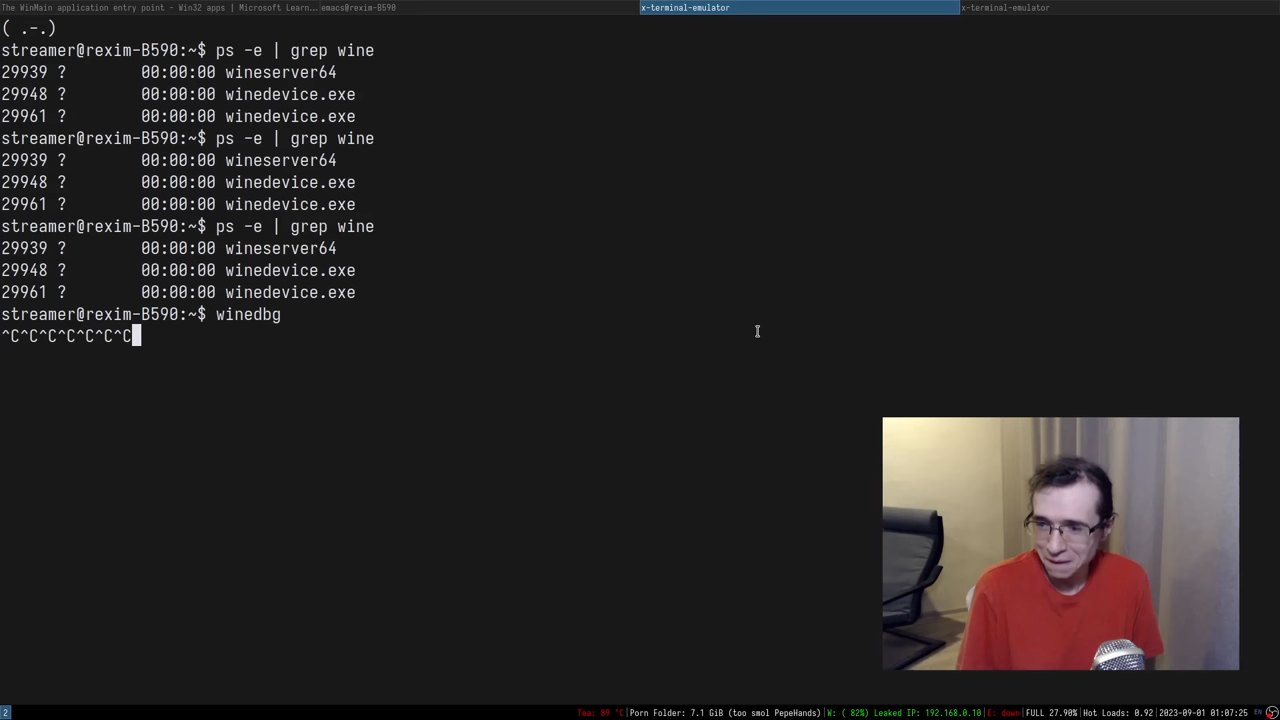 The WinMain application entry point - Win32 apps | Microsoft Learn... emacs@rexim-B590 x-terminal-emulator x-terminal-emulator
( .-.)
streamer@rexim-B590:~$ ps -e | grep wine
29939 ? 00:00:00 wineserver64
29948 ? 00:00:00 winedevice.exe
29961 ? 00:00:00 winedevice.exe
streamer@rexim-B590:~$ ps -e | grep wine
29939 ? 00:00:00 wineserver64
29948 ? 00:00:00 winedevice.exe
29961 ? 00:00:00 winedevice.exe
streamer@rexim-B590:~$ ps -e | grep wine
29939 ? 00:00:00 wineserver64
29948 ? 00:00:00 winedevice.exe
29961 ? 00:00:00 winedevice.exe
streamer@rexim-B590:~$ winedbg
^C^C^C^C^C^C^C
2 Tea: 89 °C|Porn Folder: 7.1 GiB (too smol PepeHands)|W: ( 82%) Leaked IP: 192.168.0.10|E: down|FULL 27.90%|Hot Loads: 0.92|2023-09-01 01:07:25 EN